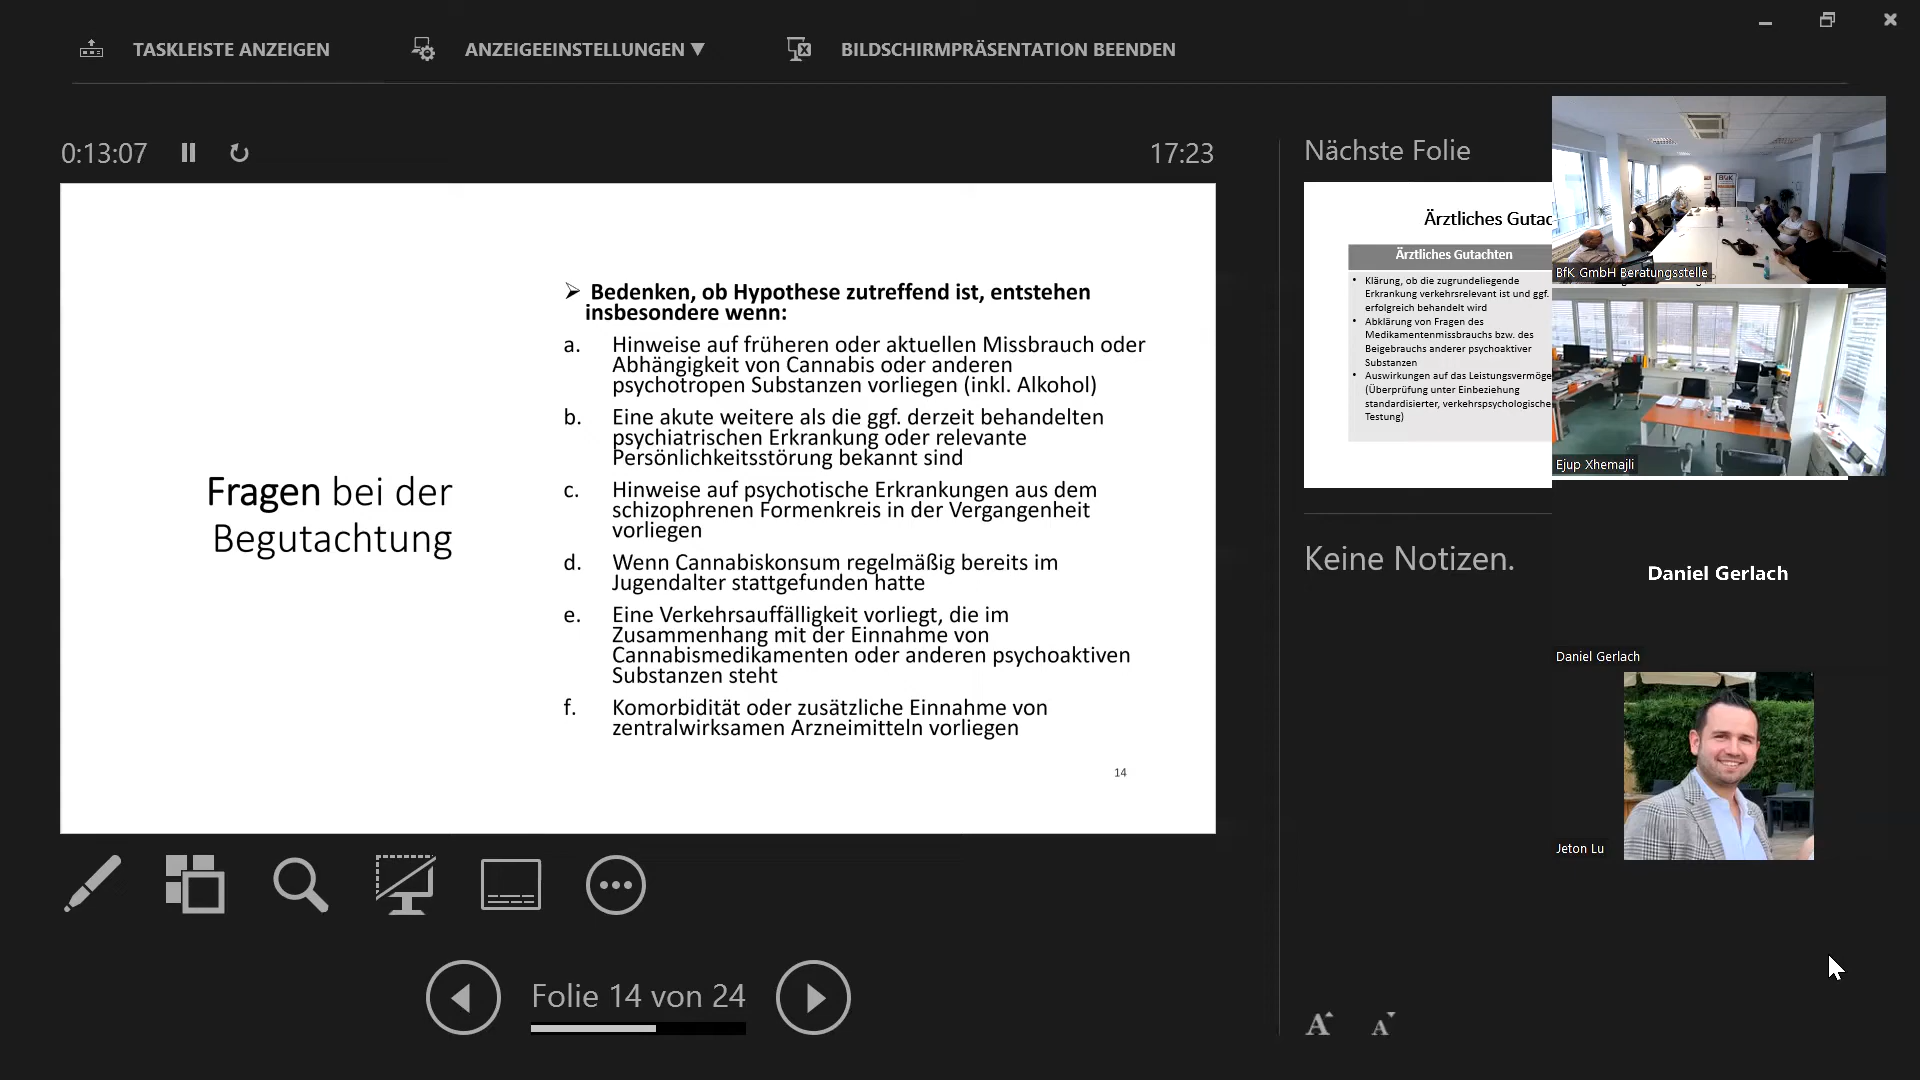 TASKLEISTE ANZEIGEN
ANZEIGEEINSTELLUNGEN ▼
BILDSCHIRMPRÄSENTATION BEENDEN
0:13:07
17:23
Fragen bei der
Begutachtung
➢ Bedenken, ob Hypothese zutreffend ist, entstehen
insbesondere wenn:
a. Hinweise auf früheren oder aktuellen Missbrauch oder
Abhängigkeit von Cannabis oder anderen
psychotropen Substanzen vorliegen (inkl. Alkohol)
b. Eine akute weitere als die ggf. derzeit behandelten
psychiatrischen Erkrankung oder relevante
Persönlichkeitsstörung bekannt sind
c. Hinweise auf psychotische Erkrankungen aus dem
schizophrenen Formenkreis in der Vergangenheit
vorliegen
d. Wenn Cannabiskonsum regelmäßig bereits im
Jugendalter stattgefunden hatte
e. Eine Verkehrsauffälligkeit vorliegt, die im
Zusammenhang mit der Einnahme von
Cannabismedikamenten oder anderen psychoaktiven
Substanzen steht
f. Komorbidität oder zusätzliche Einnahme von
zentralwirksamen Arzneimitteln vorliegen
14
Folie 14 von 24
Nächste Folie
Ärztliches Gutac
Ärztliches Gutachten
• Klärung, ob die zugrundeliegende
Erkrankung verkehrsrelevant ist und ggf.
erfolgreich behandelt wird
• Abklärung von Fragen des
Medikamentenmissbrauchs bzw. des
Beigebrauchs anderer psychoaktiver
Substanzen
• Auswirkungen auf das Leistungsvermöge
(Überprüfung unter Einbeziehung
standardisierter, verkehrspsychologische
Testung)
Keine Notizen.
A
A
BfK
BfK GmbH Beratungsstelle
Ejup Xhemajli
Daniel Gerlach
Daniel Gerlach
Jeton Lu